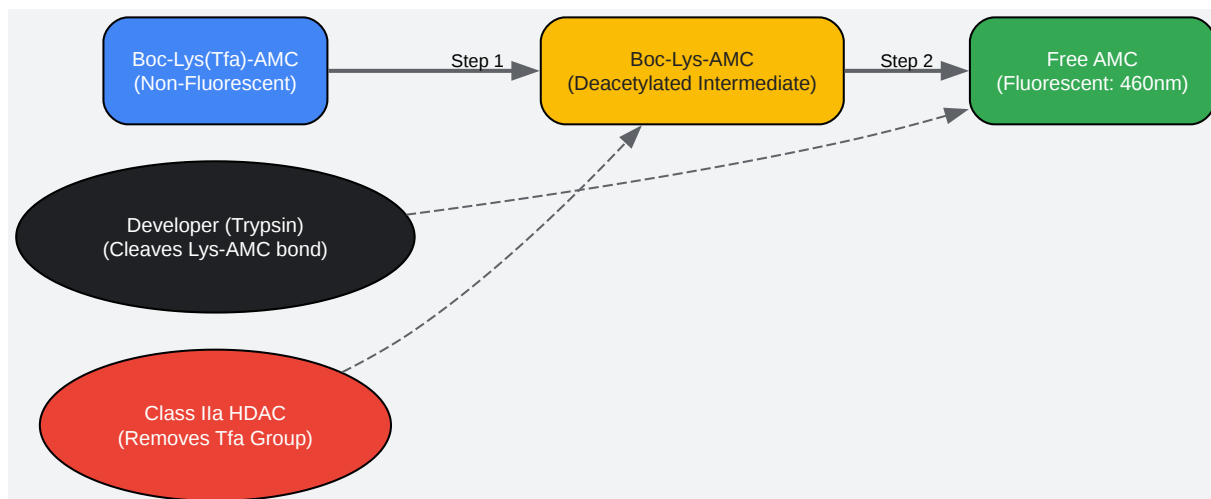 Boc-Lys(Tfa)-AMC
(Non-Fluorescent)
Step 1
Boc-Lys-AMC
(Deacetylated Intermediate)
Step 2
Free AMC
(Fluorescent: 460nm)
Developer (Trypsin)
(Cleaves Lys-AMC bond)
Class IIa HDAC
(Removes Tfa Group)